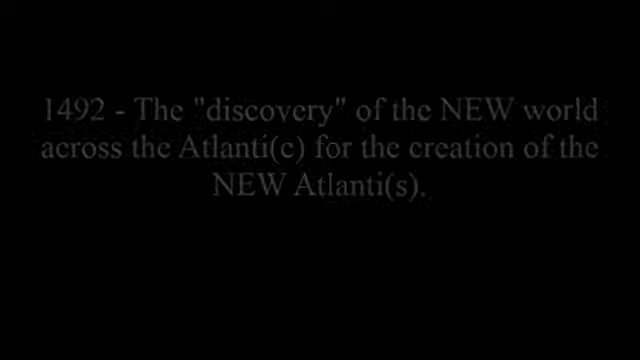 1492 - The "discovery" of the NEW world
across the Atlanti(c) for the creation of the
NEW Atlanti(s).